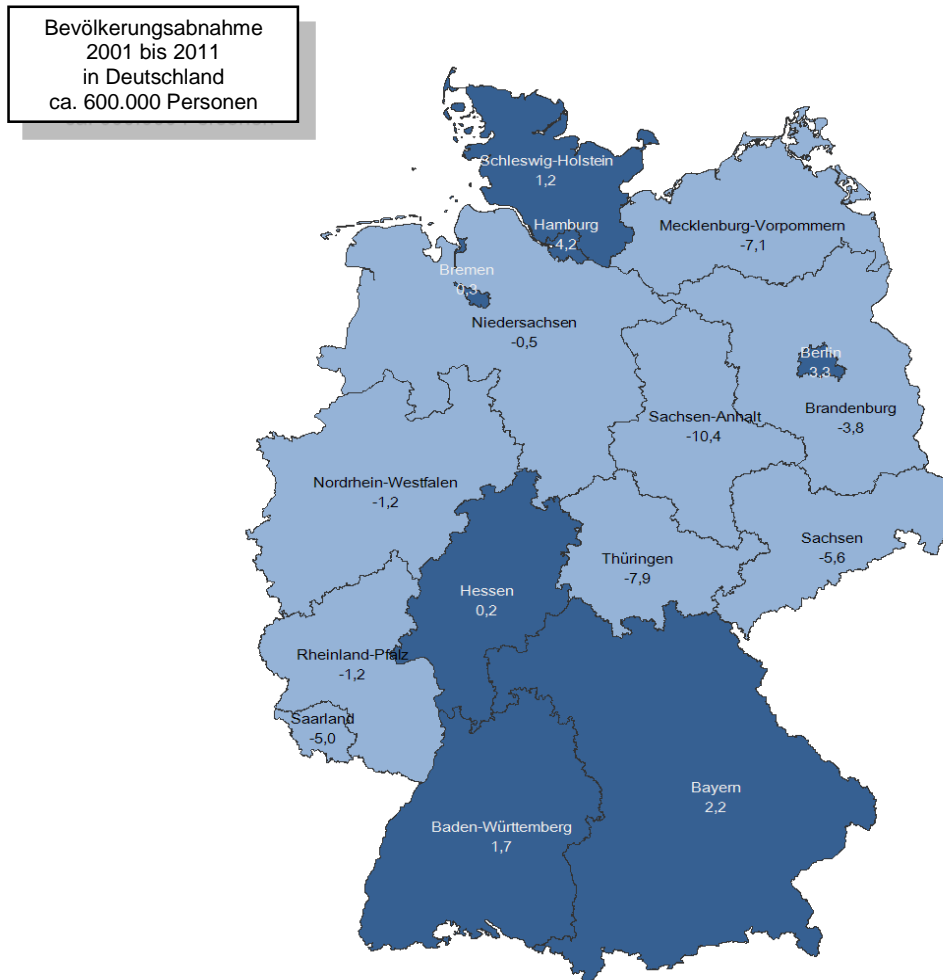 Bevölkerungsabnahme
2001 bis 2011
in Deutschland
ca. 600.000 Personen
Schleswig-Holstein
1,2
Hamburg
4,2
Mecklenburg-Vorpommern
-7,1
Bremen
0,3
Niedersachsen
-0,5
Berlin
3,3
Brandenburg
-3,8
Sachsen-Anhalt
-10,4
Nordrhein-Westfalen
-1,2
Sachsen
-5,6
Thüringen
-7,9
Hessen
0,2
Rheinland-Pfalz
-1,2
Saarland
-5,0
Bayern
2,2
Baden-Württemberg
1,7